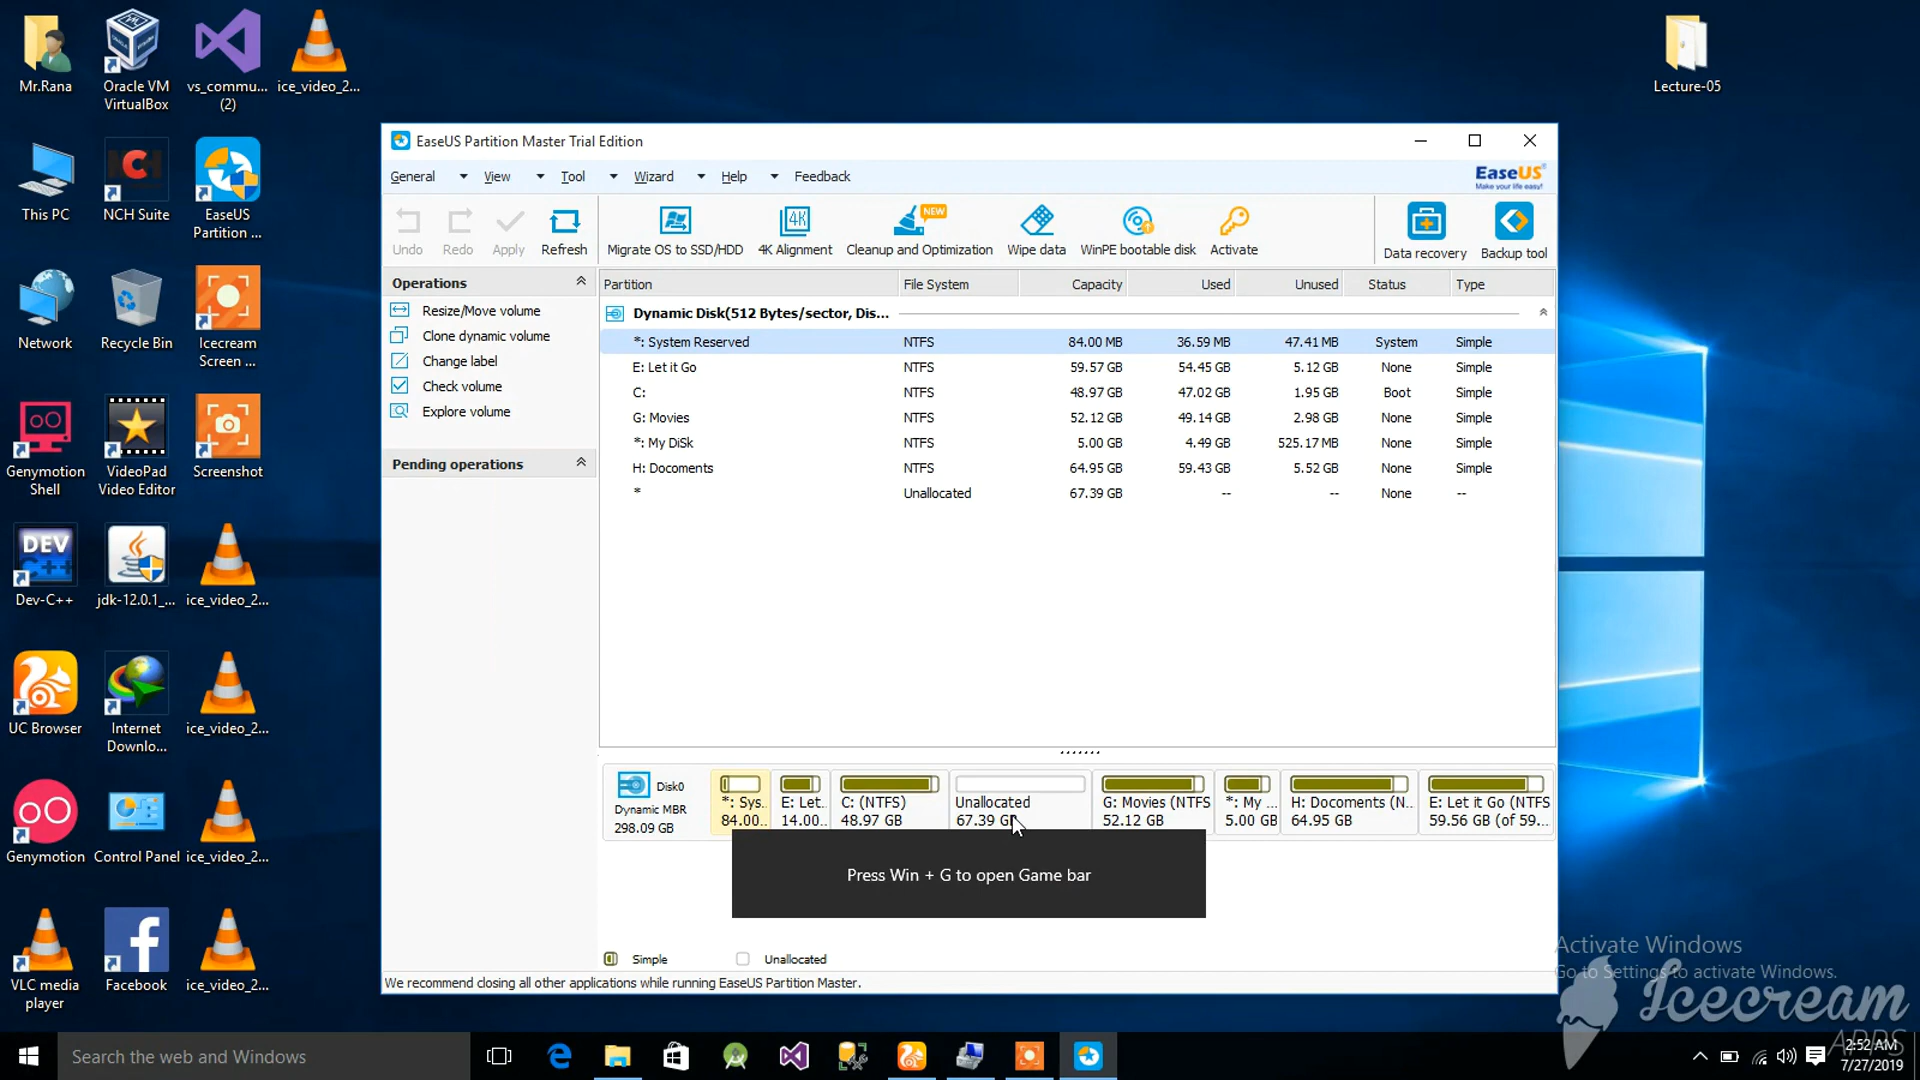 Mr.Rana
Oracle VM
VirtualBox
vs_commu...
(2)
ice_video_2...
Lecture-05
This PC
NCH Suite
EaseUS
Partition ...
Network
Recycle Bin
Icecream
Screen ...
Genymotion
Shell
VideoPad
Video Editor
Screenshot
DEV
C++
Dev-C++
jdk-12.0.1_...
ice_video_2...
UC Browser
Internet
Downlo...
ice_video_2...
Genymotion
Control Panel
ice_video_2...
VLC media
player
Facebook
ice_video_2...
EaseUS Partition Master Trial Edition
General View Tool Wizard Help Feedback
EaseUS
Make your life easy!
Undo Redo Apply Refresh
Migrate OS to SSD/HDD
4K
4K Alignment
NEW
Cleanup and Optimization
Wipe data
WinPE bootable disk
Activate
Data recovery
Backup tool
Operations
Resize/Move volume
Clone dynamic volume
Change label
Check volume
Explore volume
Pending operations
Partition File System Capacity Used Unused Status Type
Dynamic Disk(512 Bytes/sector, Dis...
*: System Reserved NTFS 84.00 MB 36.59 MB 47.41 MB System Simple
E: Let it Go NTFS 59.57 GB 54.45 GB 5.12 GB None Simple
C: NTFS 48.97 GB 47.02 GB 1.95 GB Boot Simple
G: Movies NTFS 52.12 GB 49.14 GB 2.98 GB None Simple
*: My DiSk NTFS 5.00 GB 4.49 GB 525.17 MB None Simple
H: Docoments NTFS 64.95 GB 59.43 GB 5.52 GB None Simple
* Unallocated 67.39 GB -- -- None --
Disk0
Dynamic MBR
298.09 GB
*: Sys..
84.00..
E: Let..
14.00..
C: (NTFS)
48.97 GB
Unallocated
67.39 GB
G: Movies (NTFS
52.12 GB
*: My ...
5.00 GB
H: Docoments (N...
64.95 GB
E: Let it Go (NTFS
59.56 GB (of 59...
Press Win + G to open Game bar
Simple Unallocated
We recommend closing all other applications while running EaseUS Partition Master.
Activate Windows
Go to Settings to activate Windows.
Icecream
APPS
Search the web and Windows
2:52 AM
7/27/2019